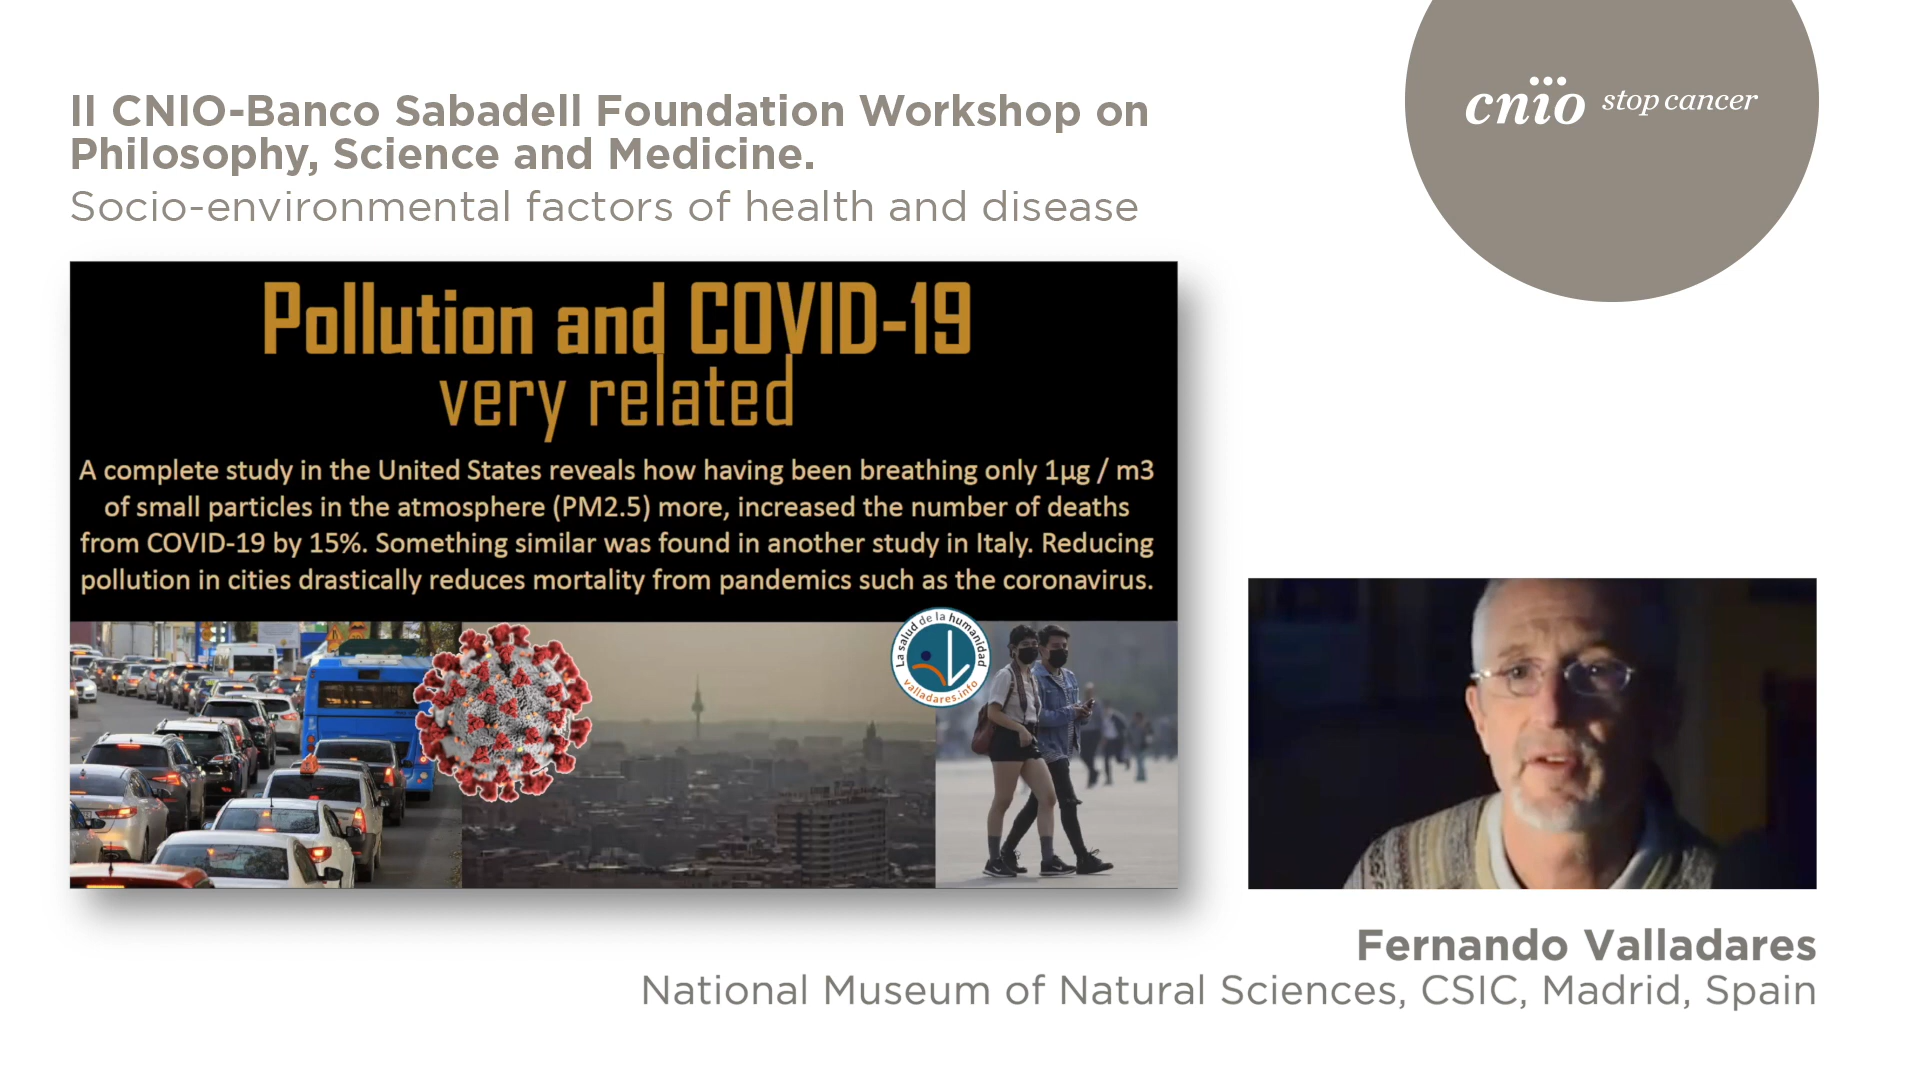 II CNIO-Banco Sabadell Foundation Workshop on
Philosophy, Science and Medicine.
Socio-environmental factors of health and disease
cnio stop cancer
Pollution and COVID-19
very related
A complete study in the United States reveals how having been breathing only 1µg / m3
of small particles in the atmosphere (PM2.5) more, increased the number of deaths
from COVID-19 by 15%. Something similar was found in another study in Italy. Reducing
pollution in cities drastically reduces mortality from pandemics such as the coronavirus.
La salud de la humanidad
valladares.info
Fernando Valladares
National Museum of Natural Sciences, CSIC, Madrid, Spain